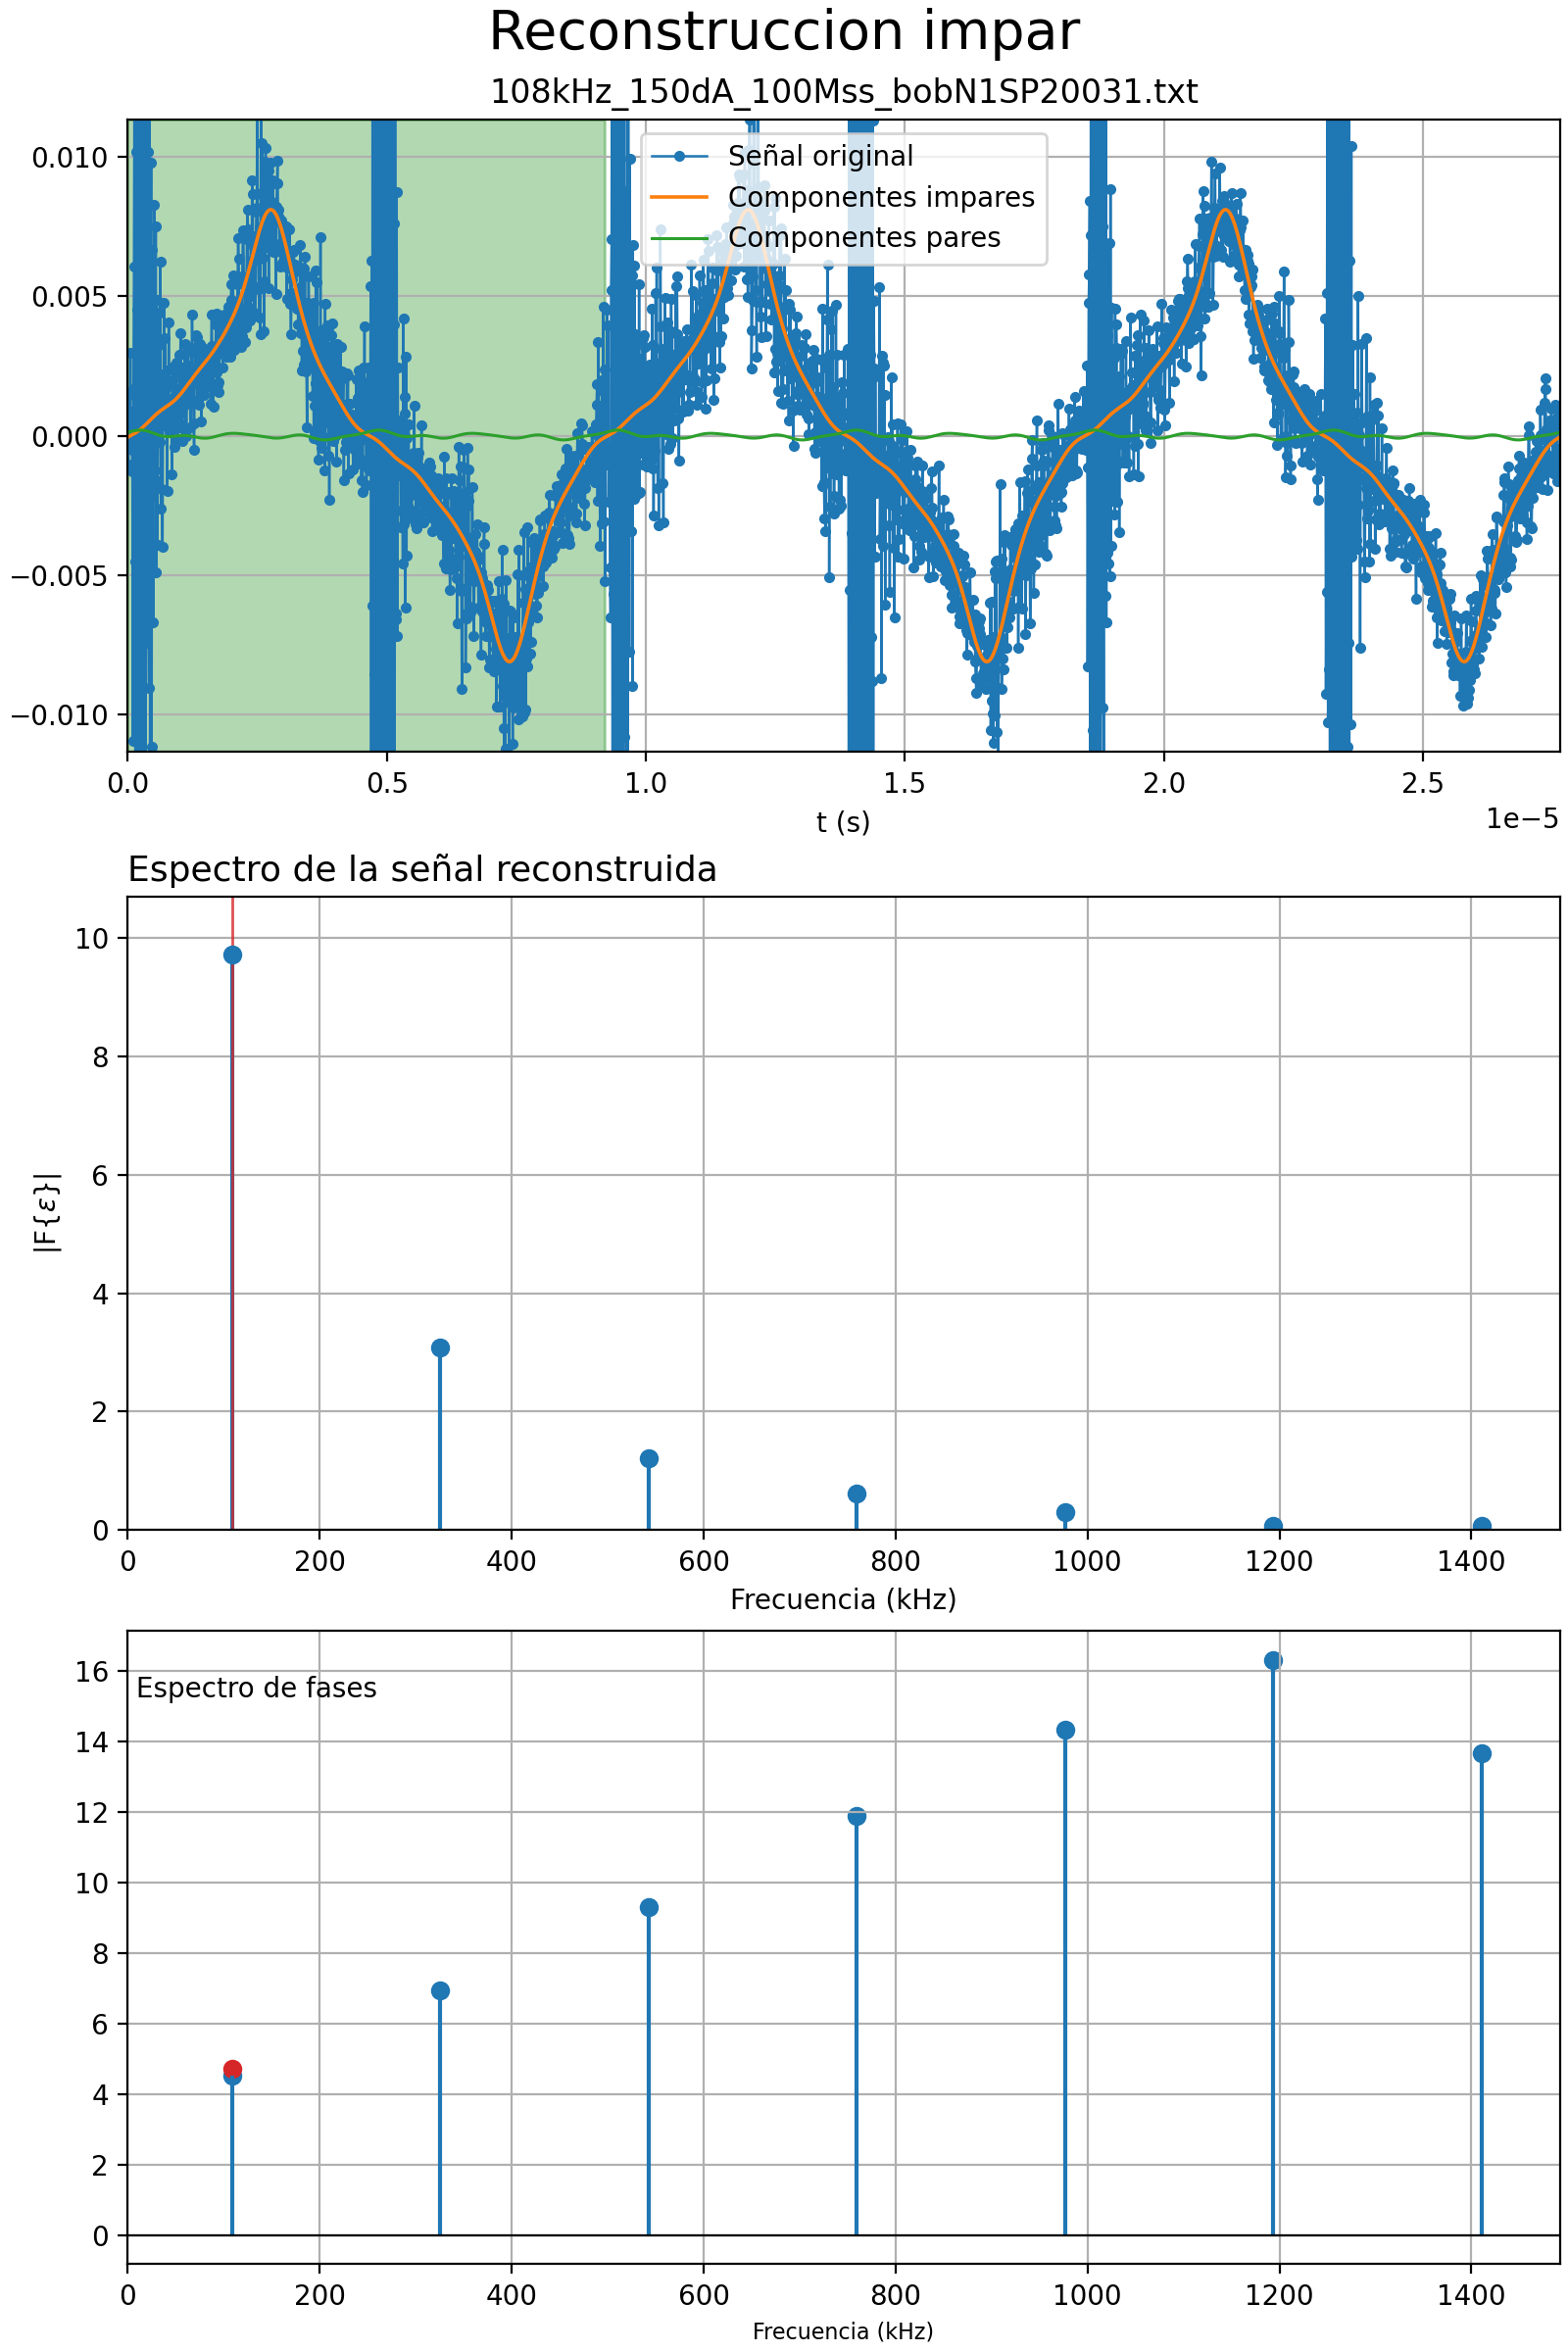 Reconstruccion impar
108kHz_150dA_100Mss_bobN1SP20031.txt
0.010
0.005
0.000
−0.005
−0.010
Señal original
Componentes impares
Componentes pares
0.0 0.5 1.0 1.5 2.0 2.5
1e−5
t (s)
Espectro de la señal reconstruida
10
8
6
4
2
0
|F{ε}|
0 200 400 600 800 1000 1200 1400
Frecuencia (kHz)
Espectro de fases
16
14
12
10
8
6
4
2
0
0 200 400 600 800 1000 1200 1400
Frecuencia (kHz)